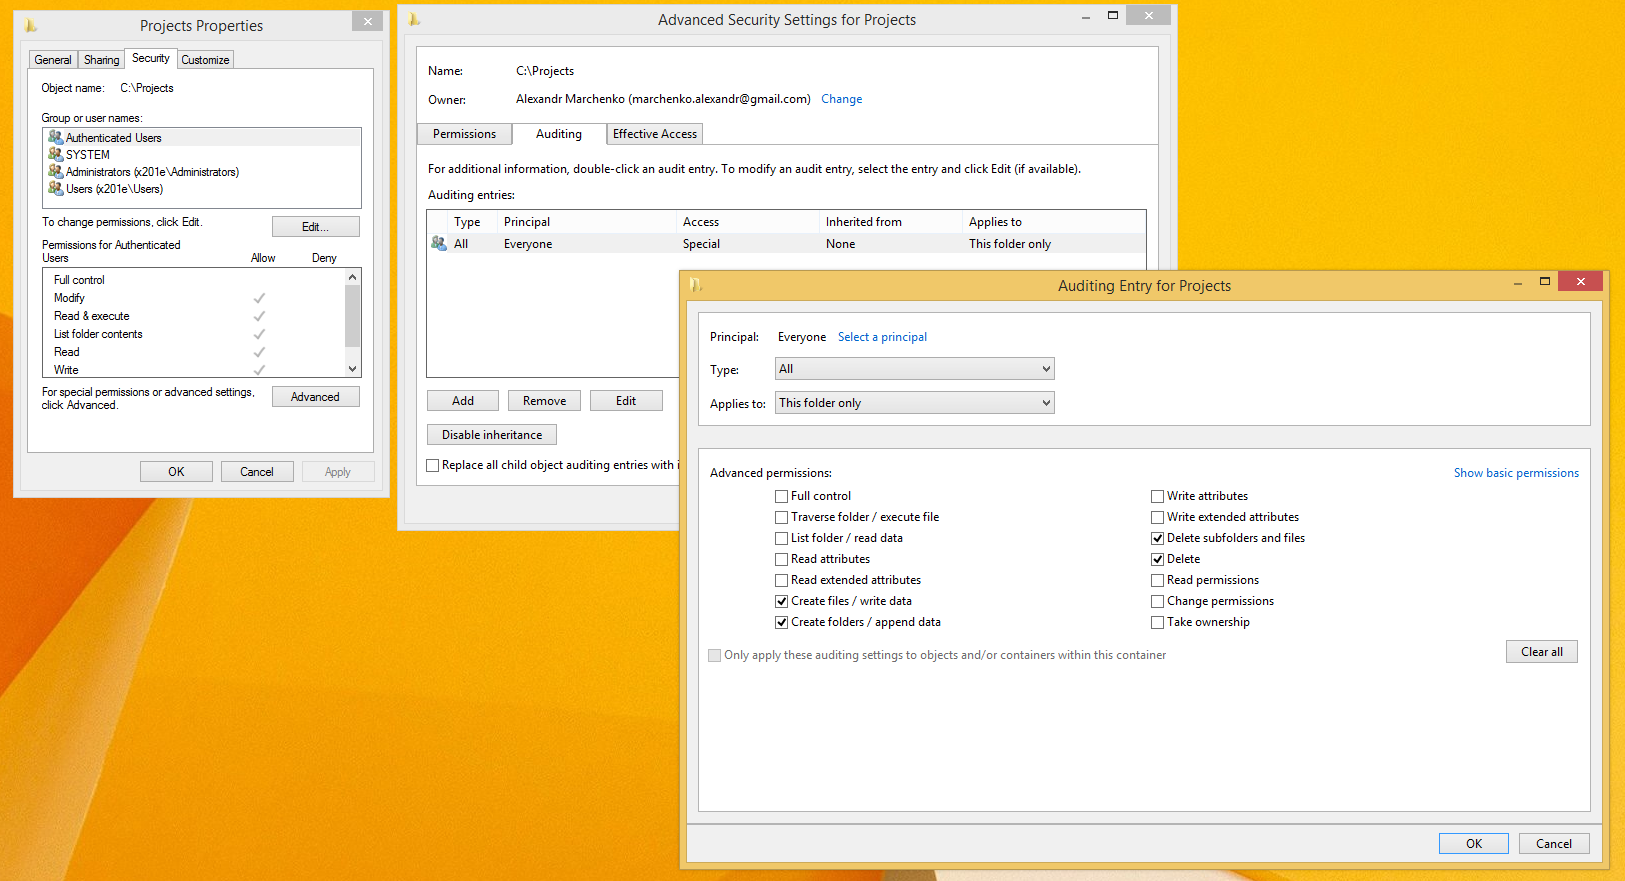 Projects Properties
General Sharing Security Customize
Object name: C:\Projects
Group or user names:
Authenticated Users
SYSTEM
Administrators (x201e\Administrators)
Users (x201e\Users)
To change permissions, click Edit.
Edit...
Permissions for Authenticated
Users
Allow Deny
Full control
Modify
Read & execute
List folder contents
Read
Write
For special permissions or advanced settings,
click Advanced.
Advanced
OK Cancel Apply
Advanced Security Settings for Projects
Name: C:\Projects
Owner: Alexandr Marchenko (marchenko.alexandr@gmail.com) Change
Permissions Auditing Effective Access
For additional information, double-click an audit entry. To modify an audit entry, select the entry and click Edit (if available).
Auditing entries:
Type Principal Access Inherited from Applies to
All Everyone Special None This folder only
Add Remove Edit
Disable inheritance
Replace all child object auditing entries with
Auditing Entry for Projects
Principal: Everyone Select a principal
Type: All
Applies to: This folder only
Advanced permissions: Show basic permissions
Full control Write attributes
Traverse folder / execute file Write extended attributes
List folder / read data Delete subfolders and files
Read attributes Delete
Read extended attributes Read permissions
Create files / write data Change permissions
Create folders / append data Take ownership
Only apply these auditing settings to objects and/or containers within this container
Clear all
OK Cancel